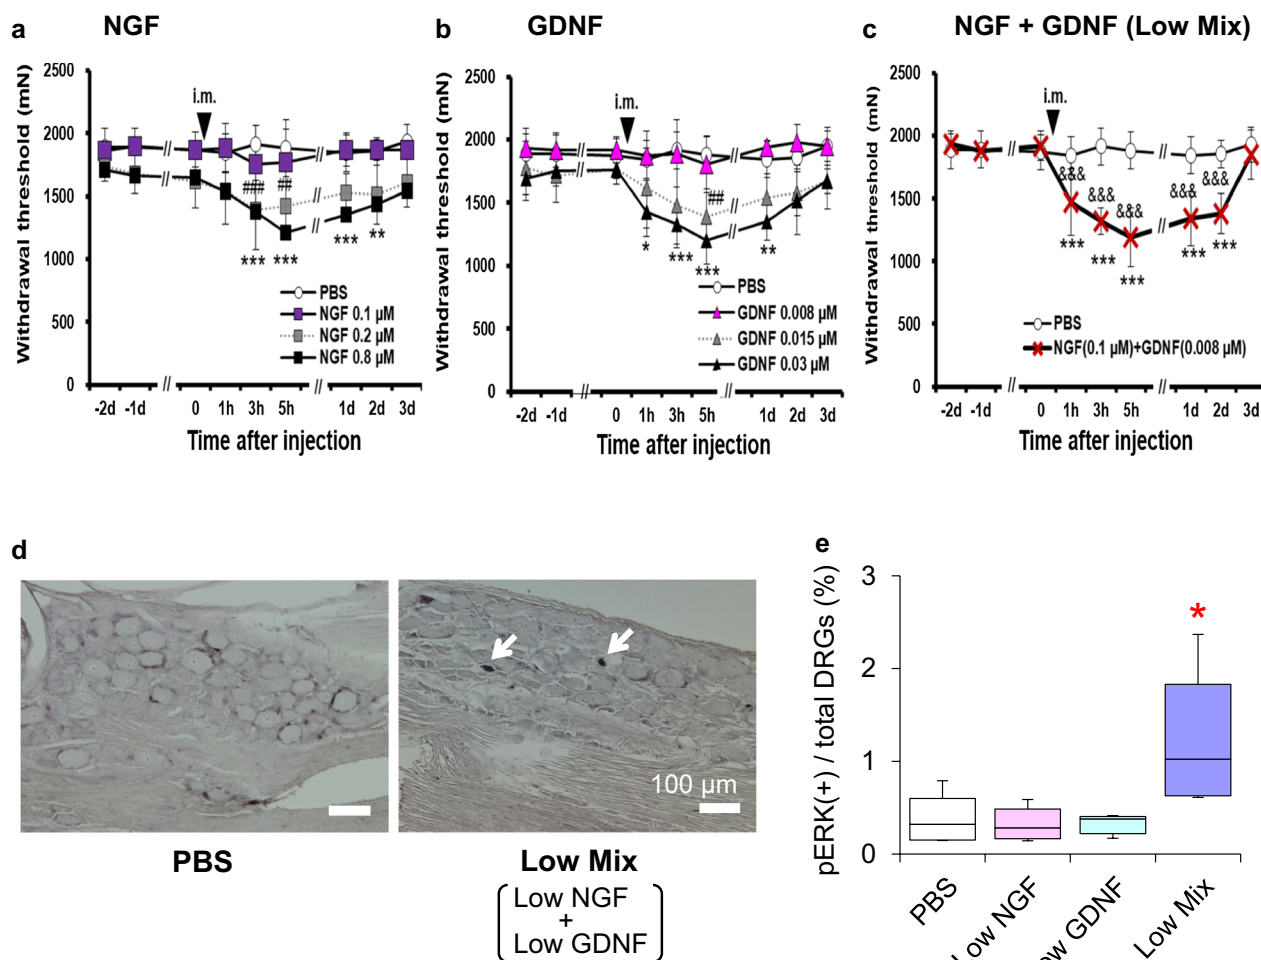 a NGF
Withdrawal threshold (mN)
2500
2000
1500
1000
500
0
i.m.
//
//
//
//
###
##
***
***
***
**
PBS
NGF 0.1 µM
NGF 0.2 µM
NGF 0.8 µM
-2d -1d // 0 1h 3h 5h // 1d 2d 3d
Time after injection
b GDNF
Withdrawal threshold (mN)
2500
2000
1500
1000
500
0
i.m.
//
//
//
//
##
*
***
***
**
PBS
GDNF 0.008 µM
GDNF 0.015 µM
GDNF 0.03 µM
-2d -1d // 0 1h 3h 5h // 1d 2d 3d
Time after injection
c NGF + GDNF (Low Mix)
Withdrawal threshold (mN)
2500
2000
1500
1000
500
0
i.m.
//
//
//
&&&
&&&
&&&
&&&
&&&
***
***
***
***
***
PBS
NGF(0.1 µM)+GDNF(0.008 µM)
-2d -1d // 0 1h 3h 5h // 1d 2d 3d
Time after injection
d
100 µm
PBS
Low Mix
Low NGF
+
Low GDNF
e
pERK(+) / total DRGs (%)
3
2
1
0
*
PBS
Low NGF
Low GDNF
Low Mix